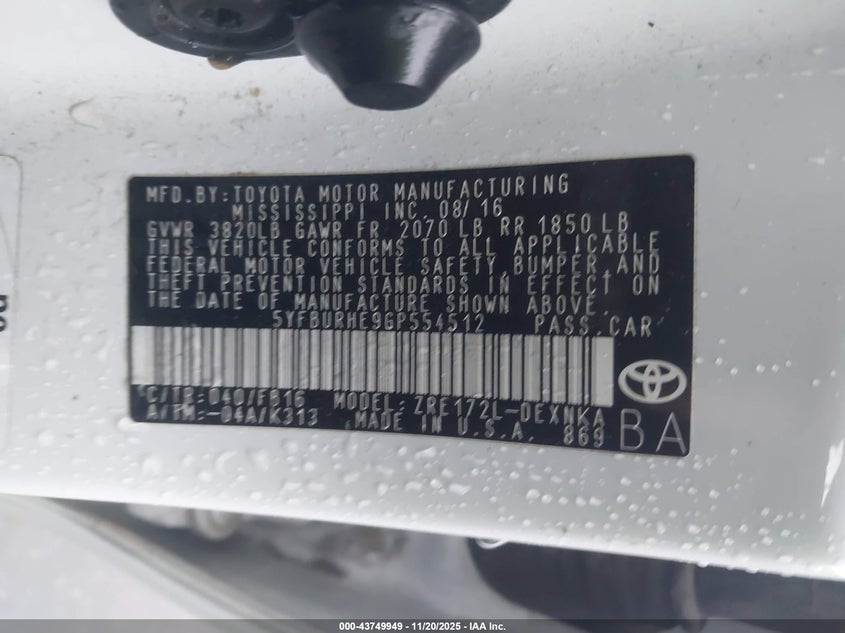 MFD. BY: TOYOTA MOTOR MANUFACTURING
MISSISSIPPI INC. 08/16
GVWR 3820LB GAWR FR 2070 LB RR 1850 LB
THIS VEHICLE CONFORMS TO ALL APPLICABLE
FEDERAL MOTOR VEHICLE SAFETY, BUMPER, AND
THEFT PREVENTION STANDARDS IN EFFECT ON
THE DATE OF MANUFACTURE SHOWN ABOVE.
5YFBURHE9GP554512 PASS. CAR
C/TR: 040/FB16 MODEL: ZRE172L-DEXNKA
A/TM: -04A/K313 MADE IN U.S.A. 869
BA
000-43749949 - 11/20/2025 - IAA Inc.